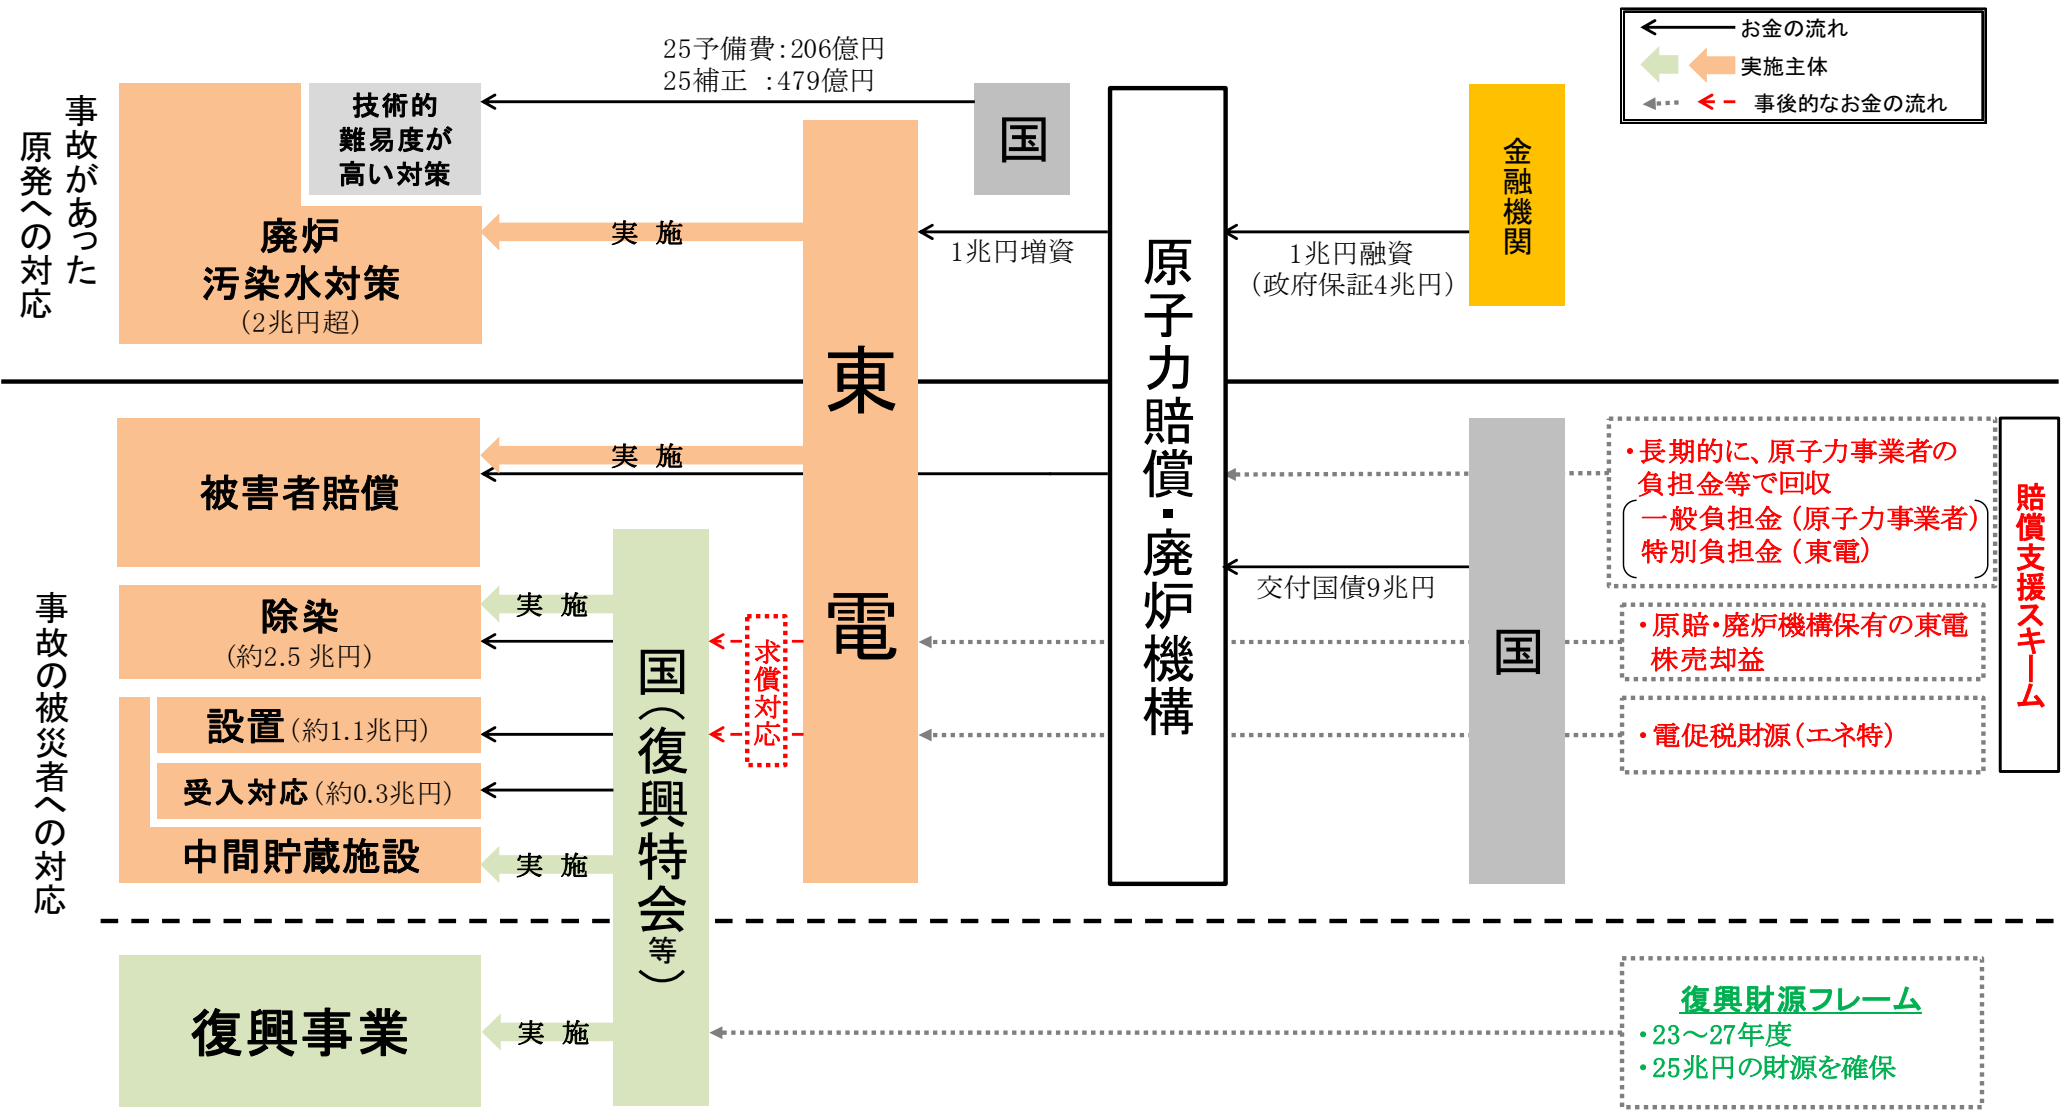 お金の流れ
実施主体
事後的なお金の流れ
事故があった
原発への対応
25予備費：206億円
25補正　：479億円
技術的
難易度が
高い対策
国
金融機関
廃炉
汚染水対策
（2兆円超）
実　施
1兆円増資
1兆円融資
（政府保証4兆円）
東電
原子力賠償・廃炉機構
事故の被災者への対応
被害者賠償
実　施
国
・長期的に、原子力事業者の
負担金等で回収
一般負担金（原子力事業者）
特別負担金（東電）
賠償支援スキーム
交付国債9兆円
除染
（約2.5 兆円）
実　施
求償対応
・原賠・廃炉機構保有の東電
株売却益
設置（約1.1兆円）
・電促税財源（エネ特）
受入対応（約0.3兆円）
中間貯蔵施設
実　施
国（復興特会等）
復興事業
実　施
復興財源フレーム
・23～27年度
・25兆円の財源を確保